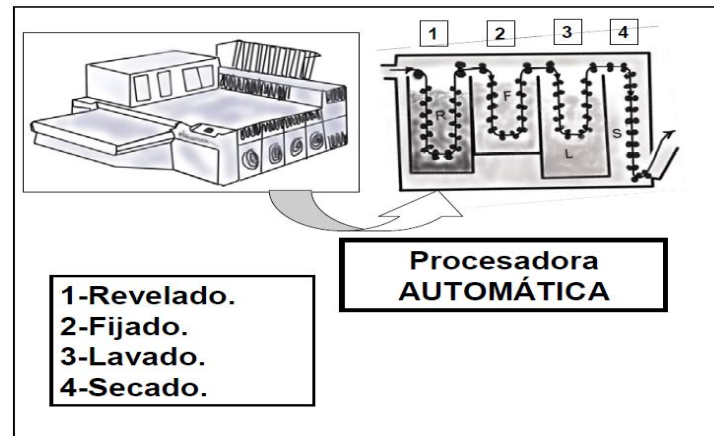 1 2 3 4
R F L S
Procesadora
AUTOMÁTICA
1-Revelado.
2-Fijado.
3-Lavado.
4-Secado.